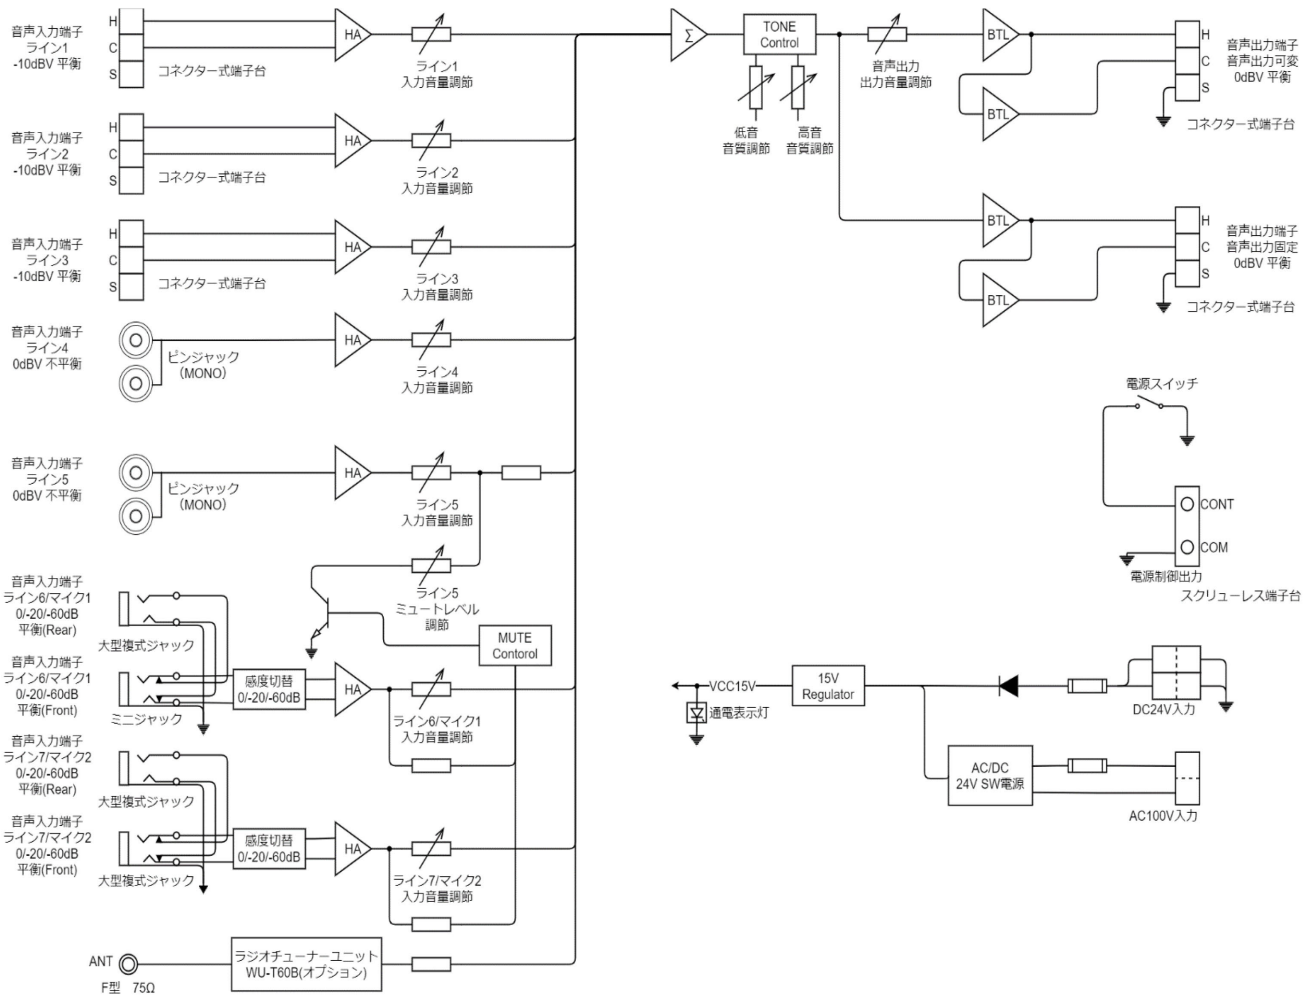 音声入力端子
ライン1
-10dBV 平衡
H
C
S
コネクター式端子台
HA
ライン1
入力音量調節
音声入力端子
ライン2
-10dBV 平衡
H
C
S
コネクター式端子台
HA
ライン2
入力音量調節
音声入力端子
ライン3
-10dBV 平衡
H
C
S
コネクター式端子台
HA
ライン3
入力音量調節
音声入力端子
ライン4
0dBV 不平衡
ピンジャック
(MONO)
HA
ライン4
入力音量調節
音声入力端子
ライン5
0dBV 不平衡
ピンジャック
(MONO)
HA
ライン5
入力音量調節
ライン5
ミュートレベル
調節
MUTE
Contorol
音声入力端子
ライン6/マイク1
0/-20/-60dB
平衡(Rear)
大型複式ジャック
音声入力端子
ライン6/マイク1
0/-20/-60dB
平衡(Front)
ミニジャック
感度切替
0/-20/-60dB
HA
ライン6/マイク1
入力音量調節
音声入力端子
ライン7/マイク2
0/-20/-60dB
平衡(Rear)
大型複式ジャック
音声入力端子
ライン7/マイク2
0/-20/-60dB
平衡(Front)
大型複式ジャック
感度切替
0/-20/-60dB
HA
ライン7/マイク2
入力音量調節
ANT
F型 75Ω
ラジオチューナーユニット
WU-T60B(オプション)
Σ
TONE
Control
低音
音質調節
高音
音質調節
音声出力
出力音量調節
BTL
BTL
H
C
S
音声出力端子
音声出力可変
0dBV 平衡
コネクター式端子台
BTL
BTL
H
C
S
音声出力端子
音声出力固定
0dBV 平衡
コネクター式端子台
電源スイッチ
CONT
COM
電源制御出力
スクリューレス端子台
VCC15V
通電表示灯
15V
Regulator
DC24V入力
AC/DC
24V SW電源
AC100V入力